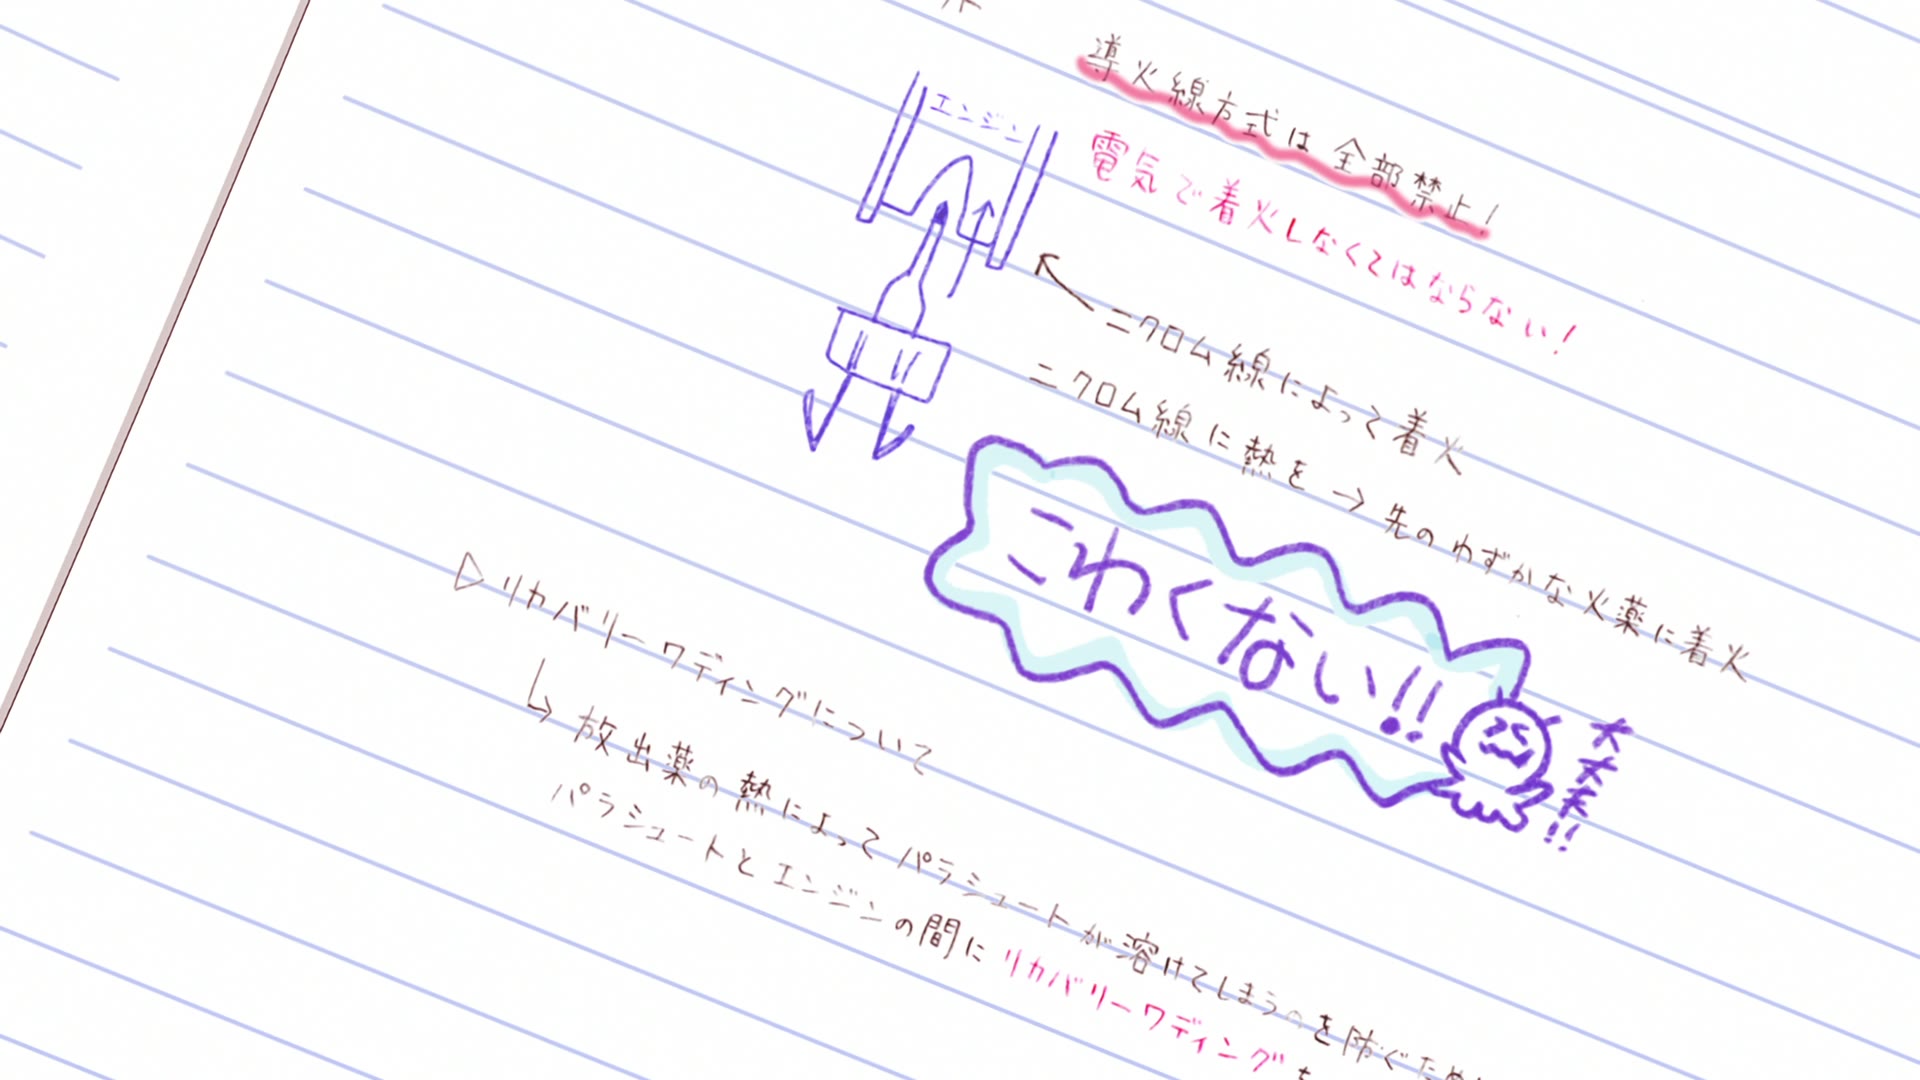 導火線方式は全部禁止!
エンジン
電気で着火しなくてはならない!
ニクロム線によって着火
ニクロム線に熱を→先のわずかな火薬に着火
こわくない!!
大丈夫!!
▷リカバリーワディングについて
↳放出薬の熱によってパラシュートが溶けてしまうのを防ぐため
パラシュートとエンジンの間にリカバリーワディングを